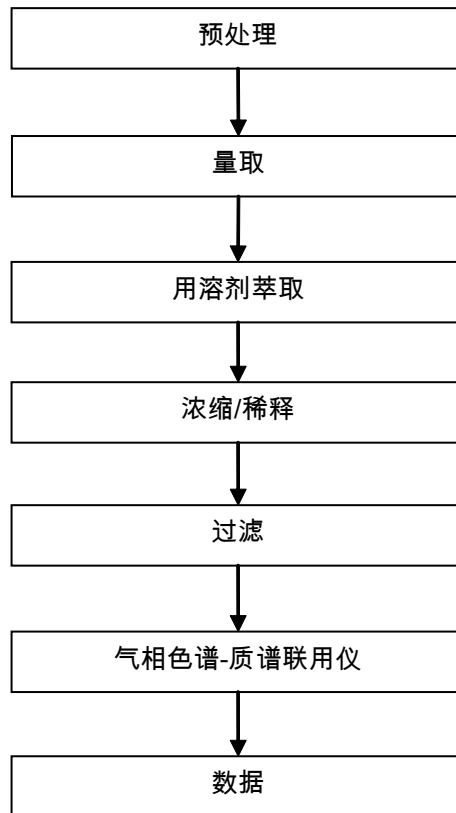 预处理
量取
用溶剂萃取
浓缩/稀释
过滤
气相色谱-质谱联用仪
数据